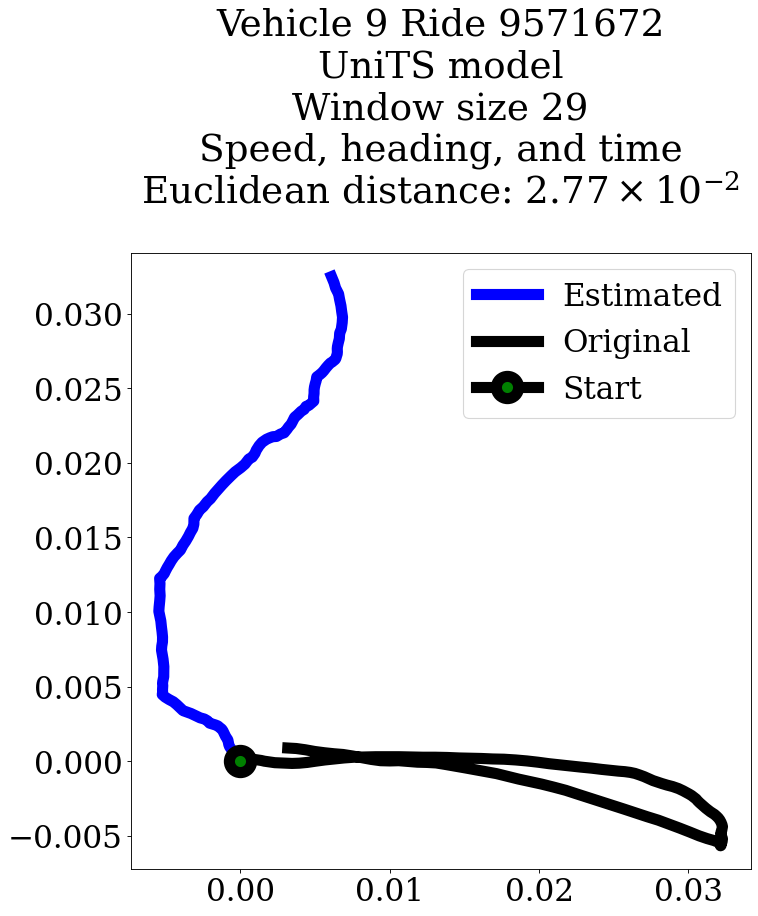 Vehicle 9 Ride 9571672
UniTS model
Window size 29
Speed, heading, and time
Euclidean distance: 2.77 × 10⁻²
Estimated
Original
Start
0.030
0.025
0.020
0.015
0.010
0.005
0.000
−0.005
0.00 0.01 0.02 0.03